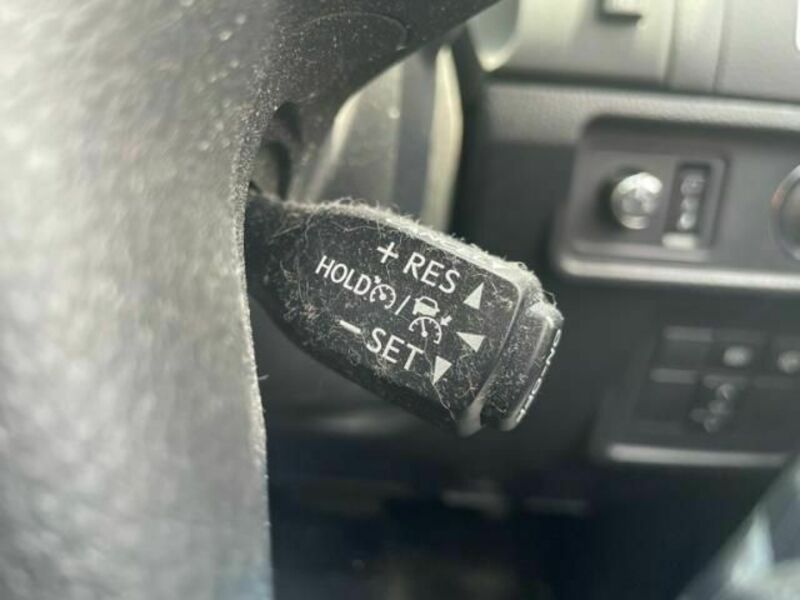 + RES
HOLD /
− SET